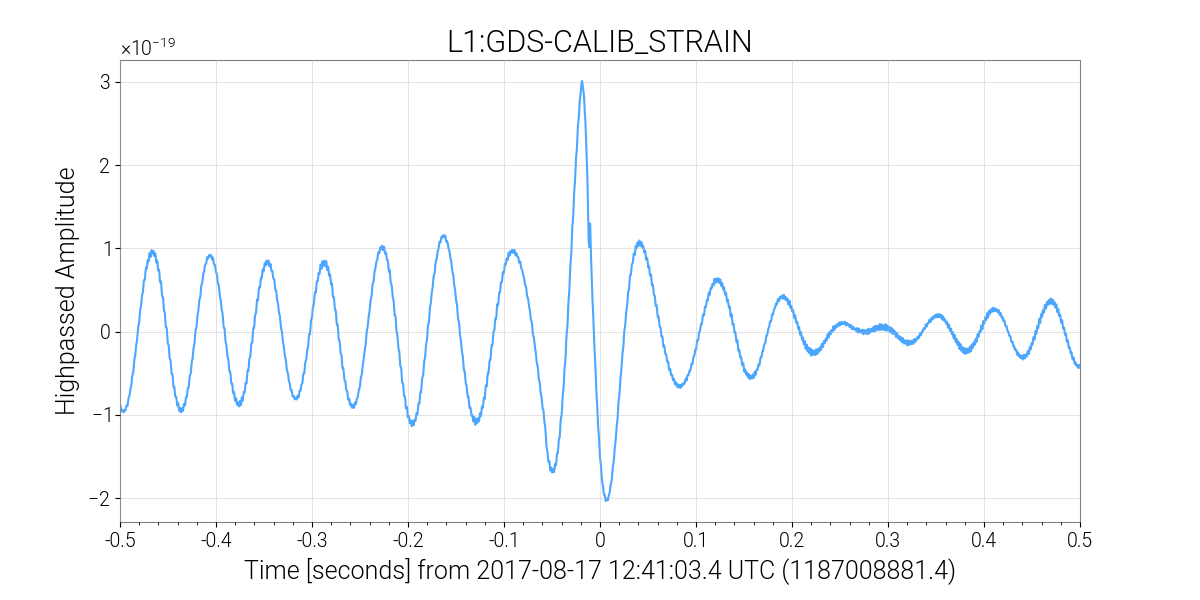 L1:GDS-CALIB_STRAIN
×10⁻¹⁹
3
2
1
0
−1
−2
Highpassed Amplitude
-0.5 -0.4 -0.3 -0.2 -0.1 0 0.1 0.2 0.3 0.4 0.5
Time [seconds] from 2017-08-17 12:41:03.4 UTC (1187008881.4)